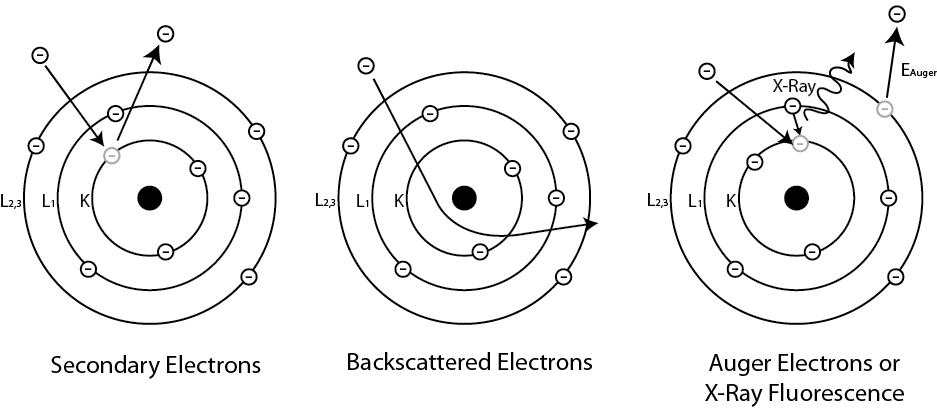 X-Ray
EAuger
L2,3 L1 K
L2,3 L1 K
L2,3 L1 K
Secondary Electrons
Backscattered Electrons
Auger Electrons or
X-Ray Fluorescence